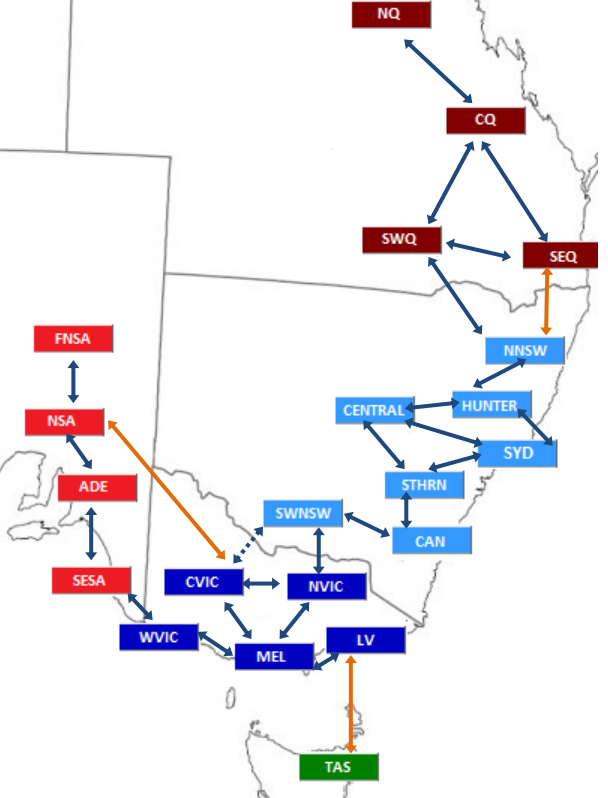 NQ
CQ
SWQ
SEQ
FNSA
NNSW
NSA
CENTRAL
HUNTER
SYD
ADE
STHRN
SWNSW
CAN
SESA
CVIC
NVIC
WVIC
MEL
LV
TAS